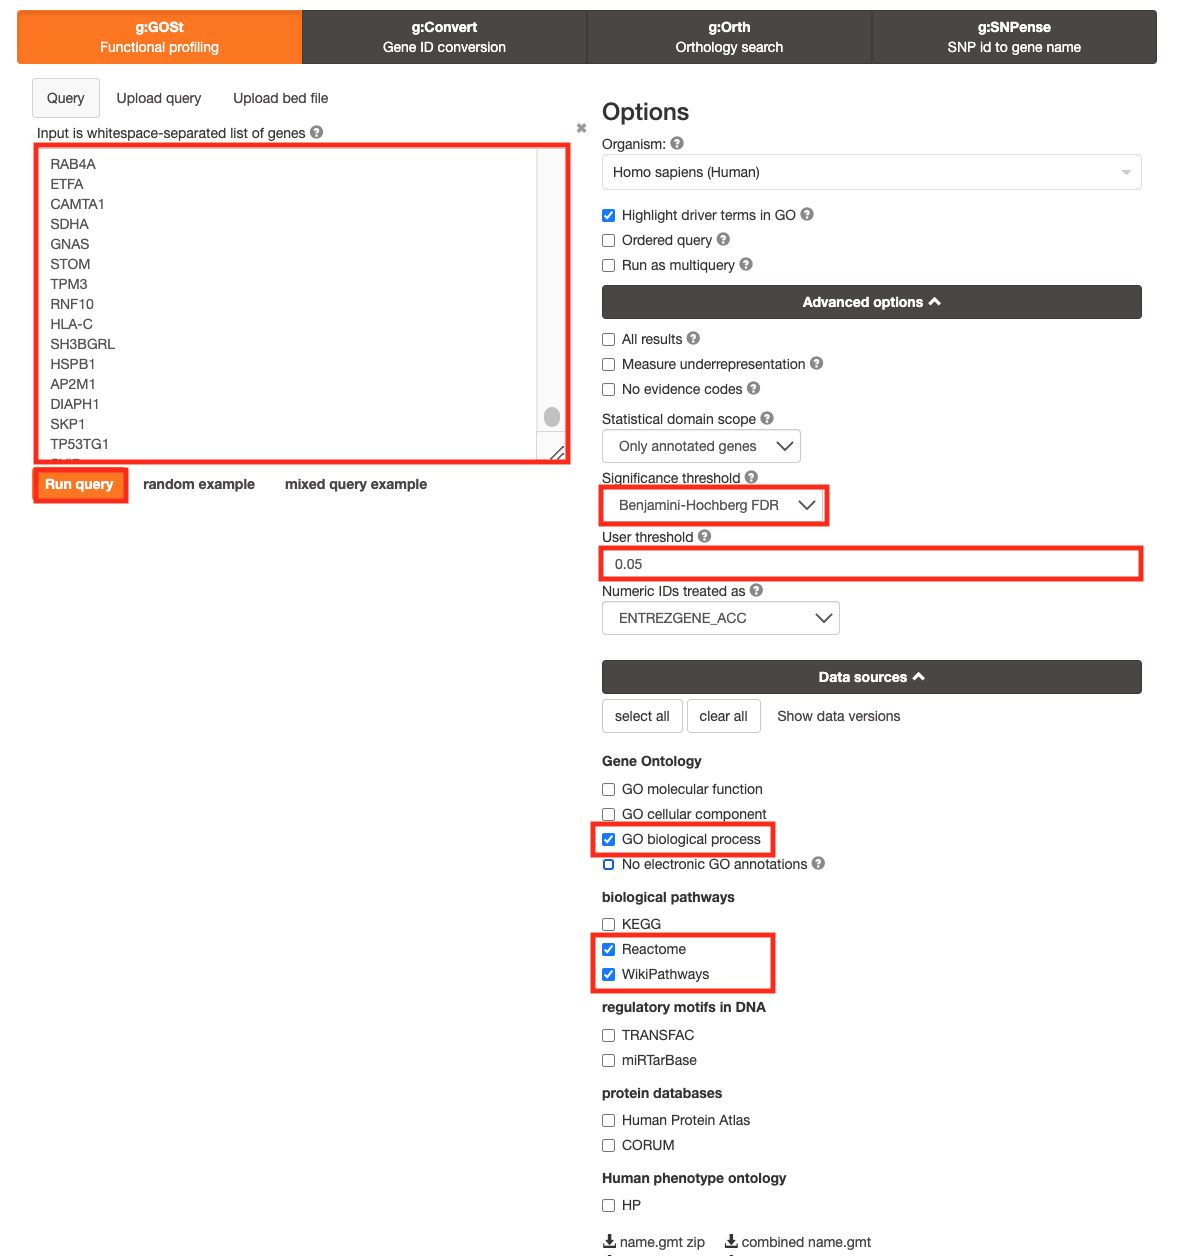 g:GOSt
Functional profiling
g:Convert
Gene ID conversion
g:Orth
Orthology search
g:SNPense
SNP id to gene name
Query
Upload query
Upload bed file
Input is whitespace-separated list of genes
RAB4A
ETFA
CAMTA1
SDHA
GNAS
STOM
TPM3
RNF10
HLA-C
SH3BGRL
HSPB1
AP2M1
DIAPH1
SKP1
TP53TG1
Run query
random example
mixed query example
Options
Organism:
Homo sapiens (Human)
Highlight driver terms in GO
Ordered query
Run as multiquery
Advanced options
All results
Measure underrepresentation
No evidence codes
Statistical domain scope
Only annotated genes
Significance threshold
Benjamini-Hochberg FDR
User threshold
0.05
Numeric IDs treated as
ENTREZGENE_ACC
Data sources
select all
clear all
Show data versions
Gene Ontology
GO molecular function
GO cellular component
GO biological process
No electronic GO annotations
biological pathways
KEGG
Reactome
WikiPathways
regulatory motifs in DNA
TRANSFAC
miRTarBase
protein databases
Human Protein Atlas
CORUM
Human phenotype ontology
HP
name.gmt zip
combined name.gmt